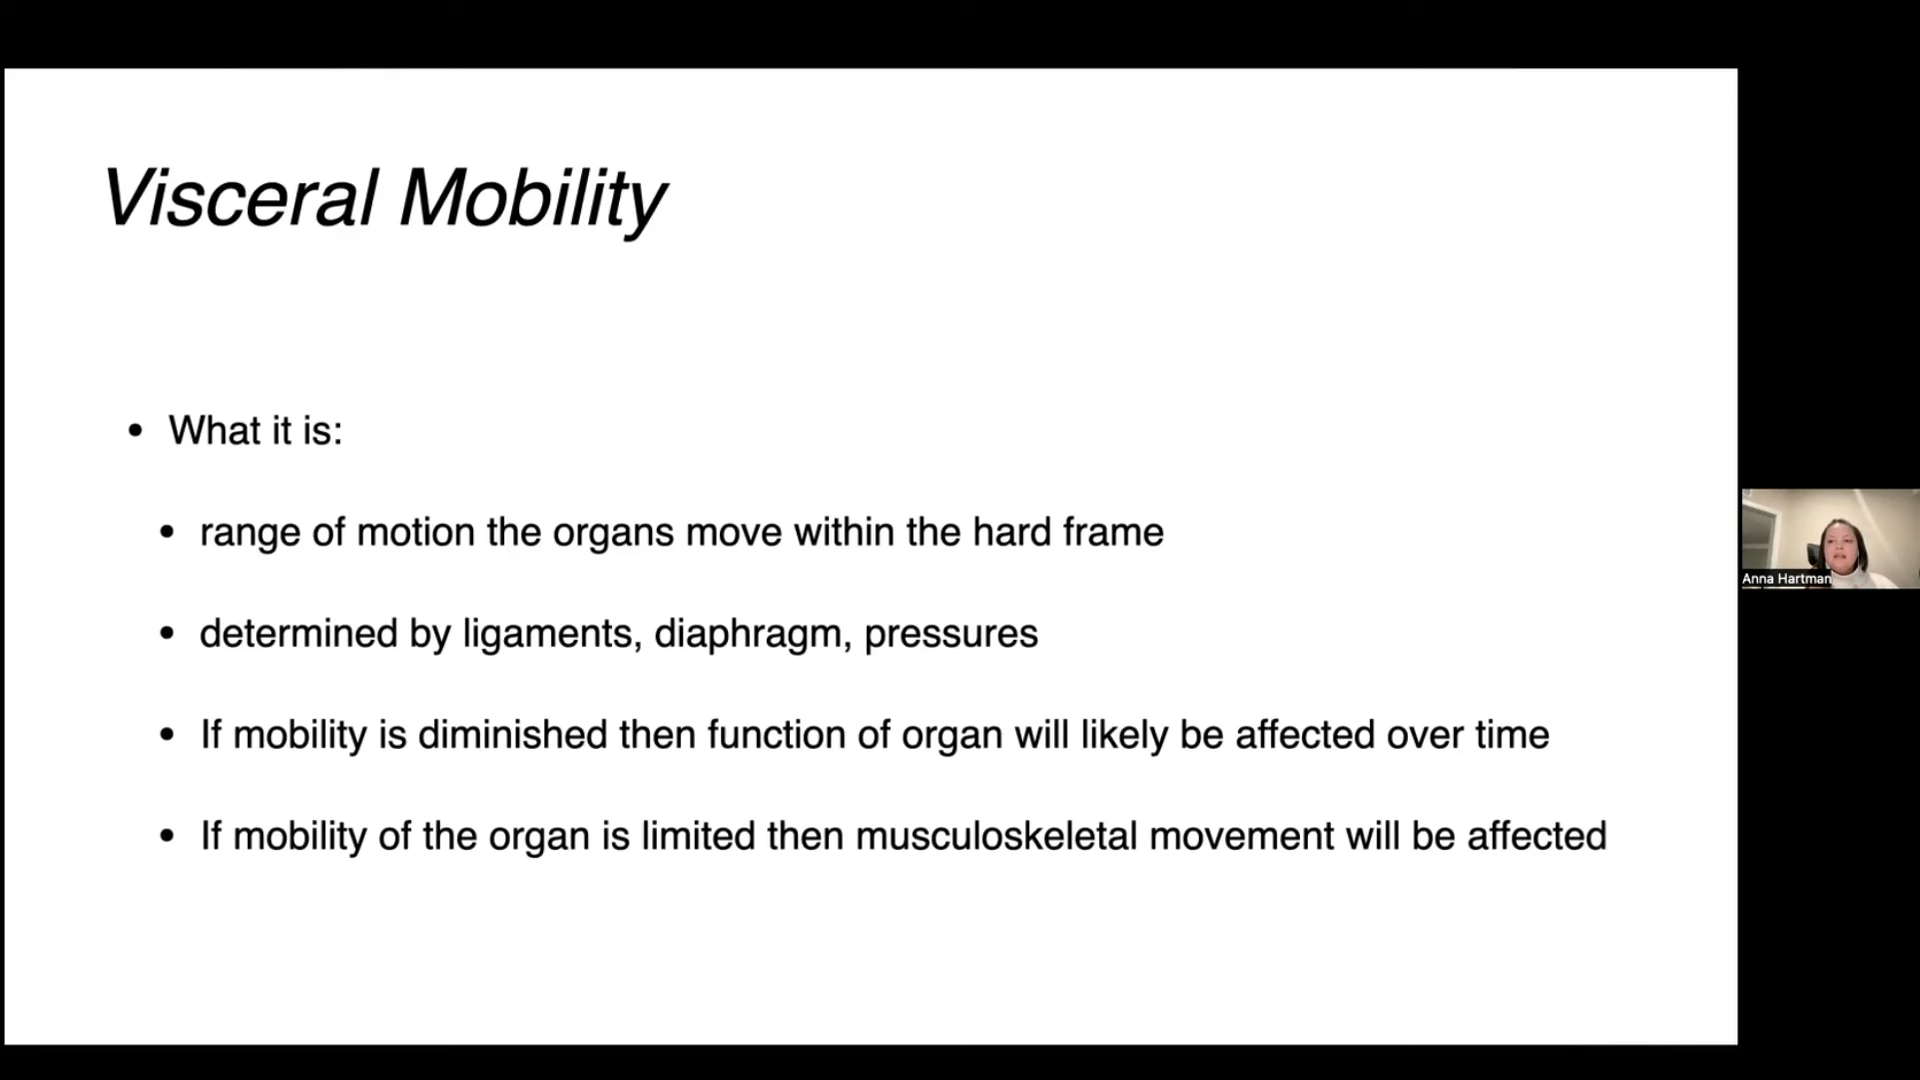 Visceral Mobility
• What it is:
• range of motion the organs move within the hard frame
• determined by ligaments, diaphragm, pressures
• If mobility is diminished then function of organ will likely be affected over time
• If mobility of the organ is limited then musculoskeletal movement will be affected
Anna Hartman